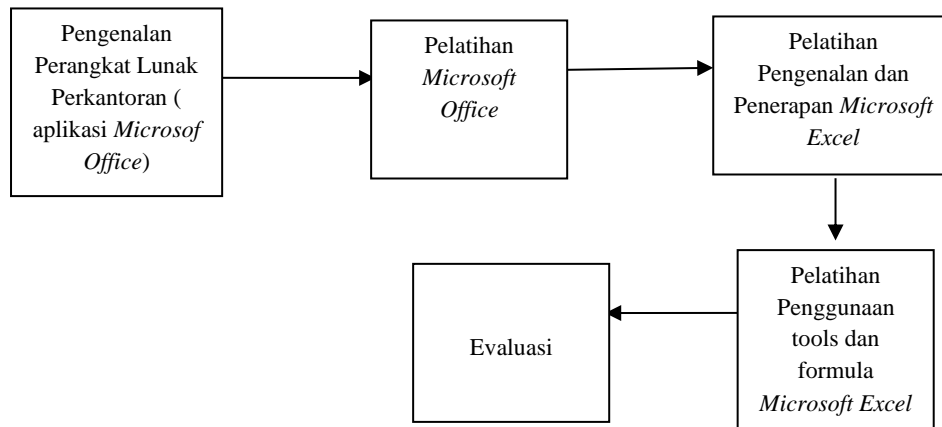 Pengenalan
Perangkat Lunak
Perkantoran (
aplikasi Microsof
Office)
Pelatihan
Microsoft
Office
Pelatihan
Pengenalan dan
Penerapan Microsoft
Excel
Pelatihan
Penggunaan
tools dan
formula
Microsoft Excel
Evaluasi